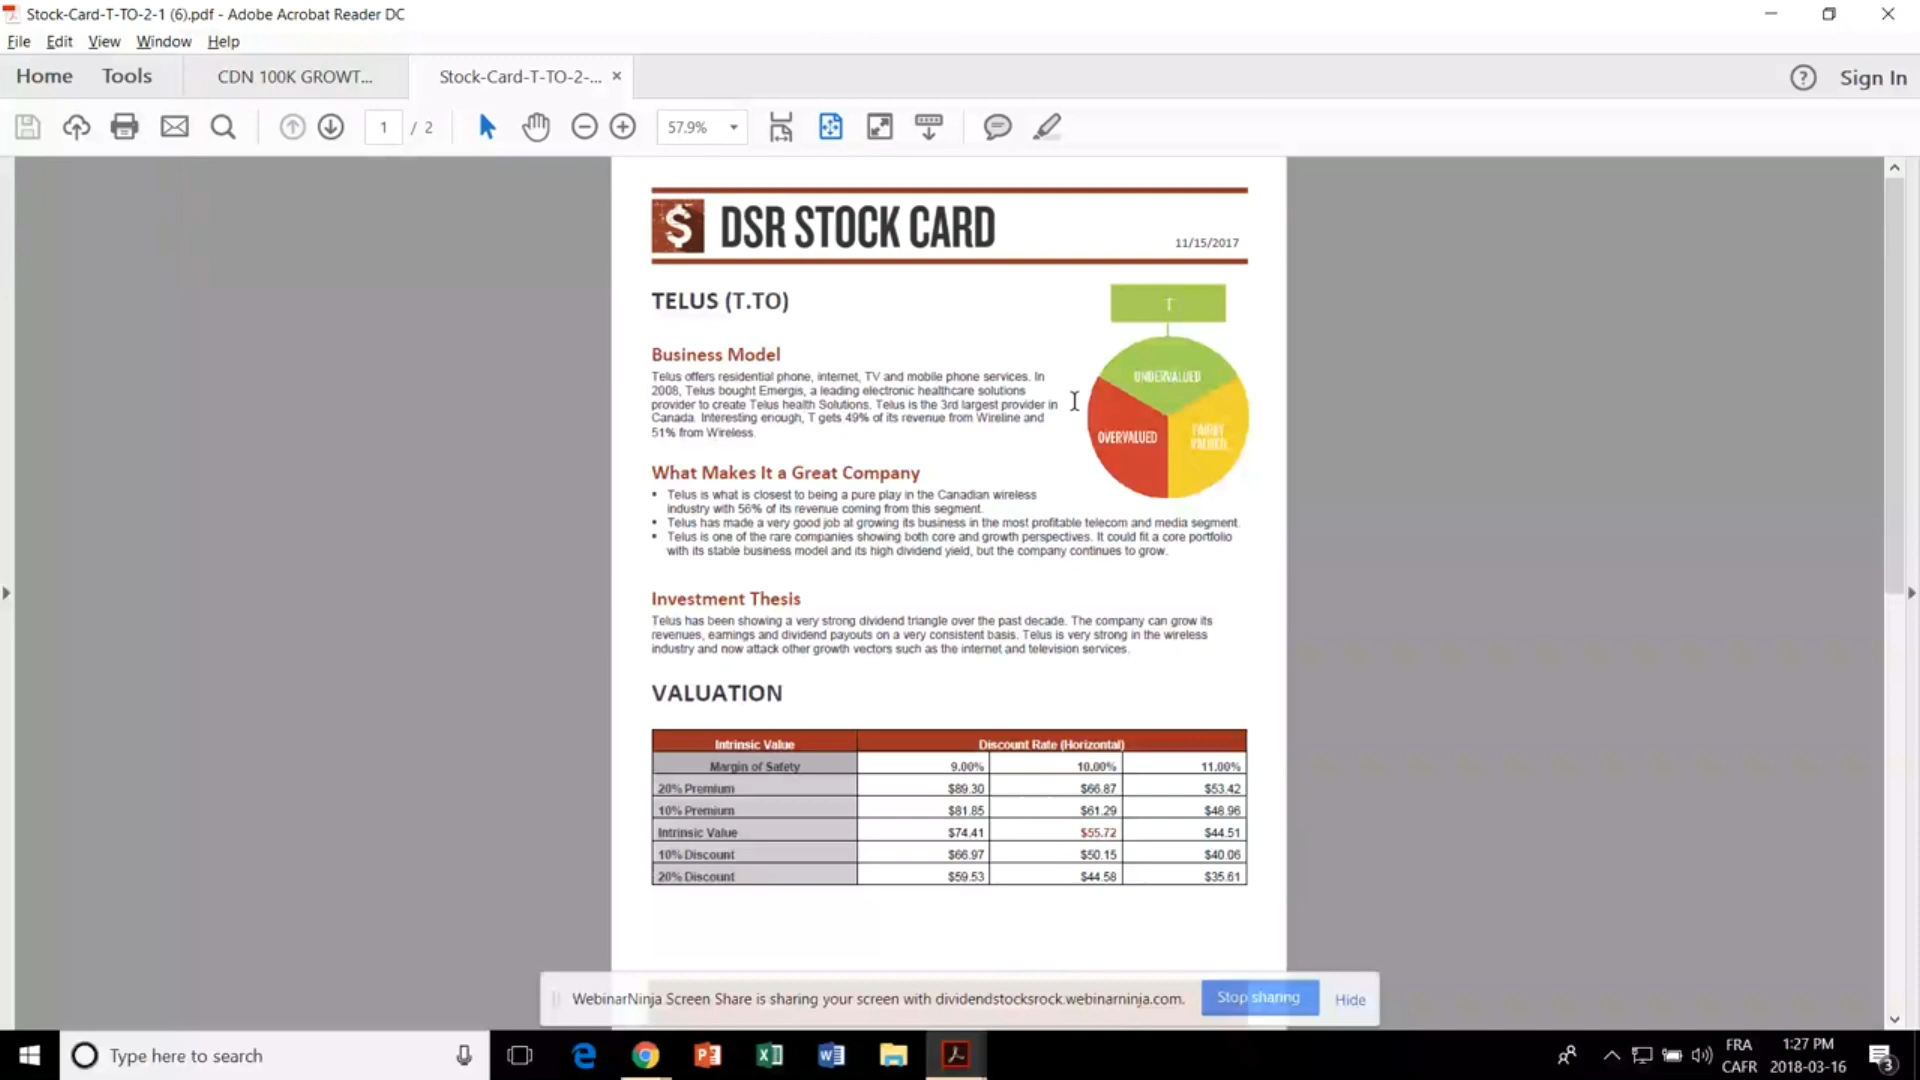 Stock-Card-T-TO-2-1 (6).pdf - Adobe Acrobat Reader DC
File Edit View Window Help
Home Tools CDN 100K GROWT... Stock-Card-T-TO-2-... × Sign In
1 / 2 57.9%
$ DSR STOCK CARD
11/15/2017
TELUS (T.TO)
T
Business Model
Telus offers residential phone, internet, TV and mobile phone services. In
2008, Telus bought Emergis, a leading electronic healthcare solutions
provider to create Telus health Solutions. Telus is the 3rd largest provider in
Canada. Interesting enough, T gets 49% of its revenue from Wireline and
51% from Wireless.
UNDERVALUED
OVERVALUED
FAIRLY
VALUED
What Makes It a Great Company
• Telus is what is closest to being a pure play in the Canadian wireless
industry with 56% of its revenue coming from this segment.
• Telus has made a very good job at growing its business in the most profitable telecom and media segment.
• Telus is one of the rare companies showing both core and growth perspectives. It could fit a core portfolio
with its stable business model and its high dividend yield, but the company continues to grow.
Investment Thesis
Telus has been showing a very strong dividend triangle over the past decade. The company can grow its
revenues, earnings and dividend payouts on a very consistent basis. Telus is very strong in the wireless
industry and now attack other growth vectors such as the internet and television services.
VALUATION
Intrinsic Value Discount Rate (Horizontal)
Margin of Safety 9.00% 10.00% 11.00%
20% Premium $89.30 $66.87 $53.42
10% Premium $81.85 $61.29 $48.96
Intrinsic Value $74.41 $55.72 $44.51
10% Discount $66.97 $50.15 $40.06
20% Discount $59.53 $44.58 $35.61
WebinarNinja Screen Share is sharing your screen with dividendstocksrock.webinarninja.com. Stop sharing Hide
Type here to search
FRA
CAFR
1:27 PM
2018-03-16
3